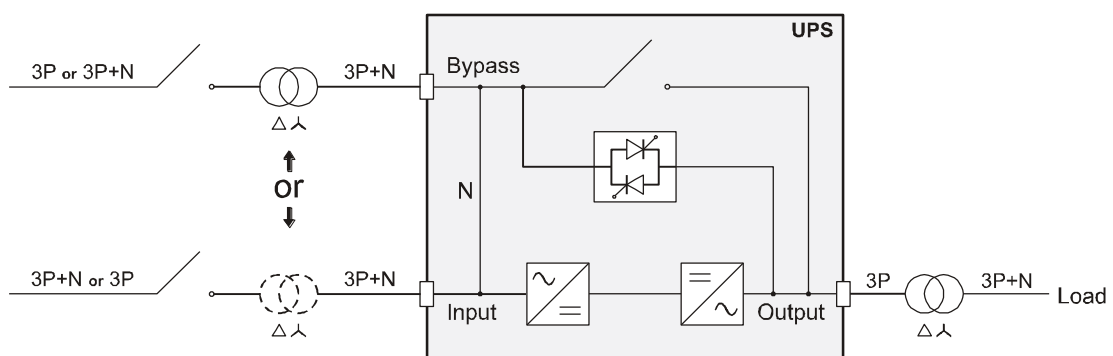 UPS
3P or 3P+N
3P+N
Bypass
or
N
3P+N or 3P
3P+N
Input
Output
3P
3P+N
Load